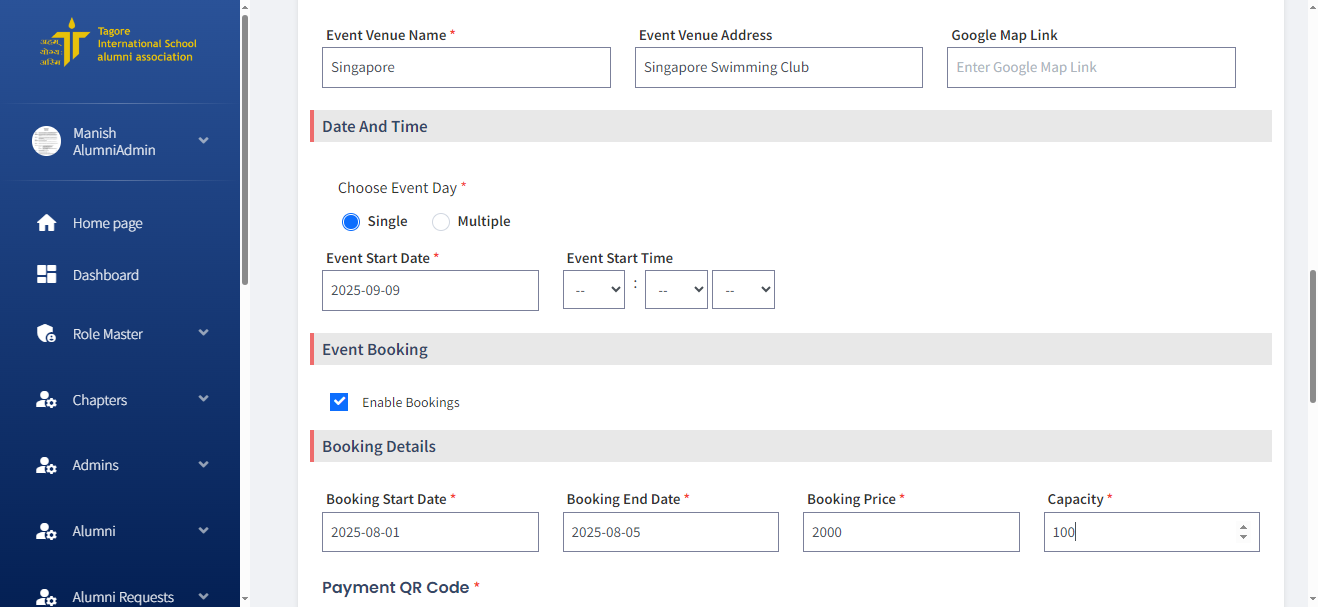 अहम्
योग्यः
अस्मि
Tagore
International School
alumni association
Manish
AlumniAdmin
Home page
Dashboard
Role Master
Chapters
Admins
Alumni
Alumni Requests
Event Venue Name *
Event Venue Address
Google Map Link
Singapore
Singapore Swimming Club
Enter Google Map Link
Date And Time
Choose Event Day *
Single
Multiple
Event Start Date *
Event Start Time
2025-09-09
--
:
--
--
Event Booking
Enable Bookings
Booking Details
Booking Start Date *
Booking End Date *
Booking Price *
Capacity *
2025-08-01
2025-08-05
2000
100
Payment QR Code *